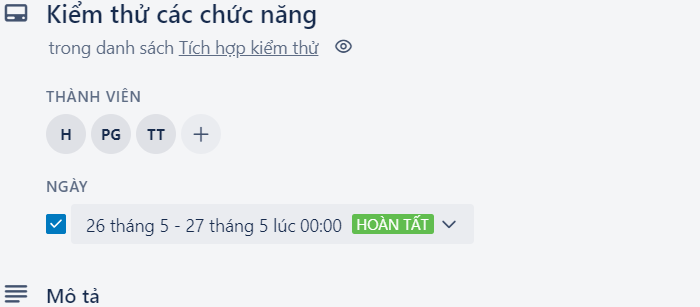 Kiểm thử các chức năng
trong danh sách Tích hợp kiểm thử
THÀNH VIÊN
H PG TT
NGÀY
26 tháng 5 - 27 tháng 5 lúc 00:00 HOÀN TẤT
Mô tả